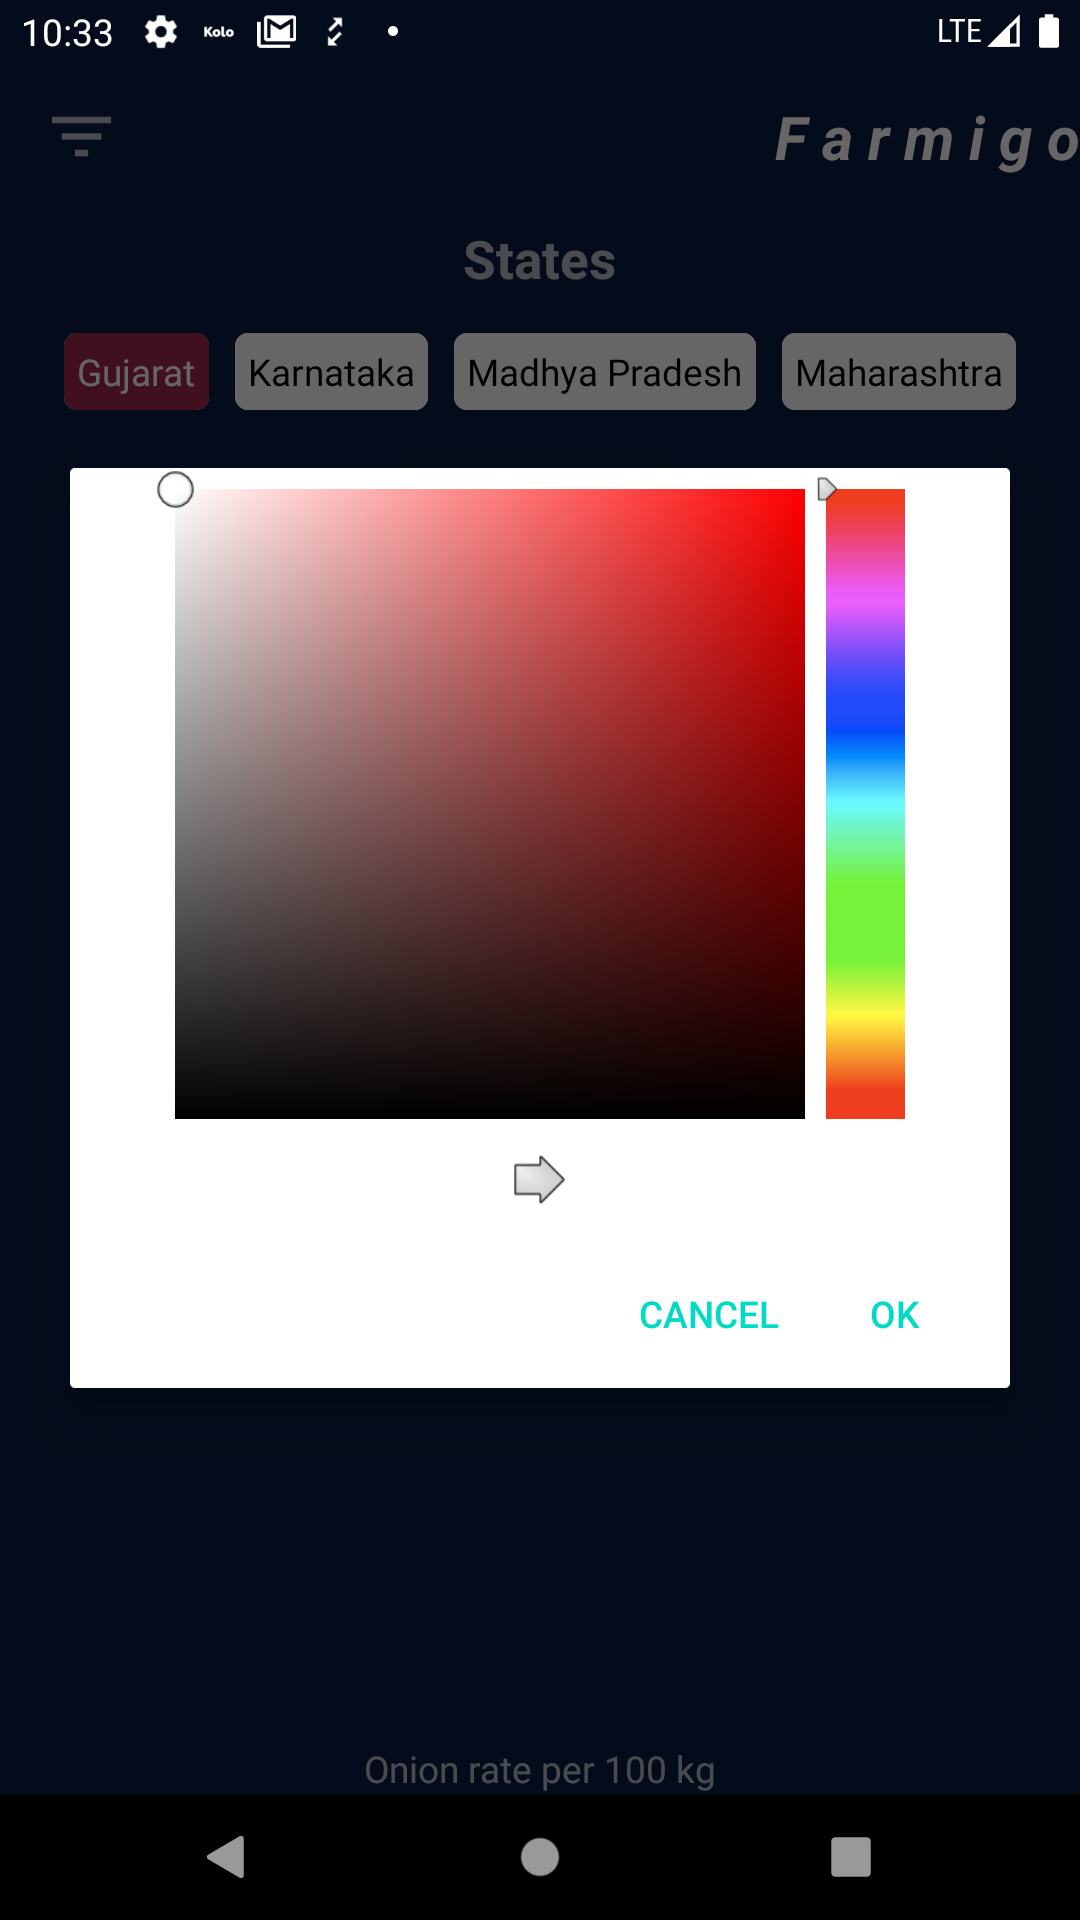 10:33 Kolo LTE
Farmigo
States
Gujarat Karnataka Madhya Pradesh Maharashtra
CANCEL OK
Onion rate per 100 kg